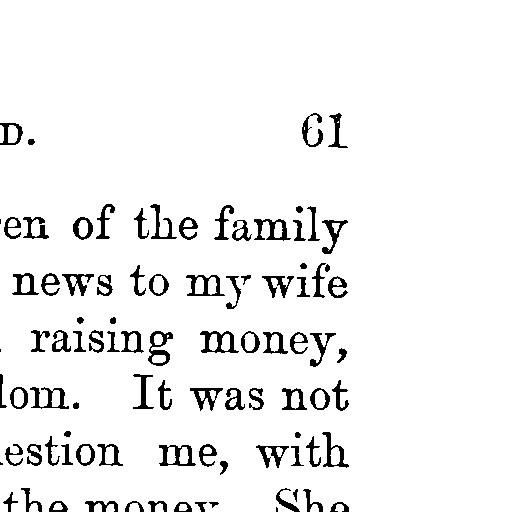 D. 61
en of the family
news to my wife
raising money,
lom. It was not
estion me, with
the money. She